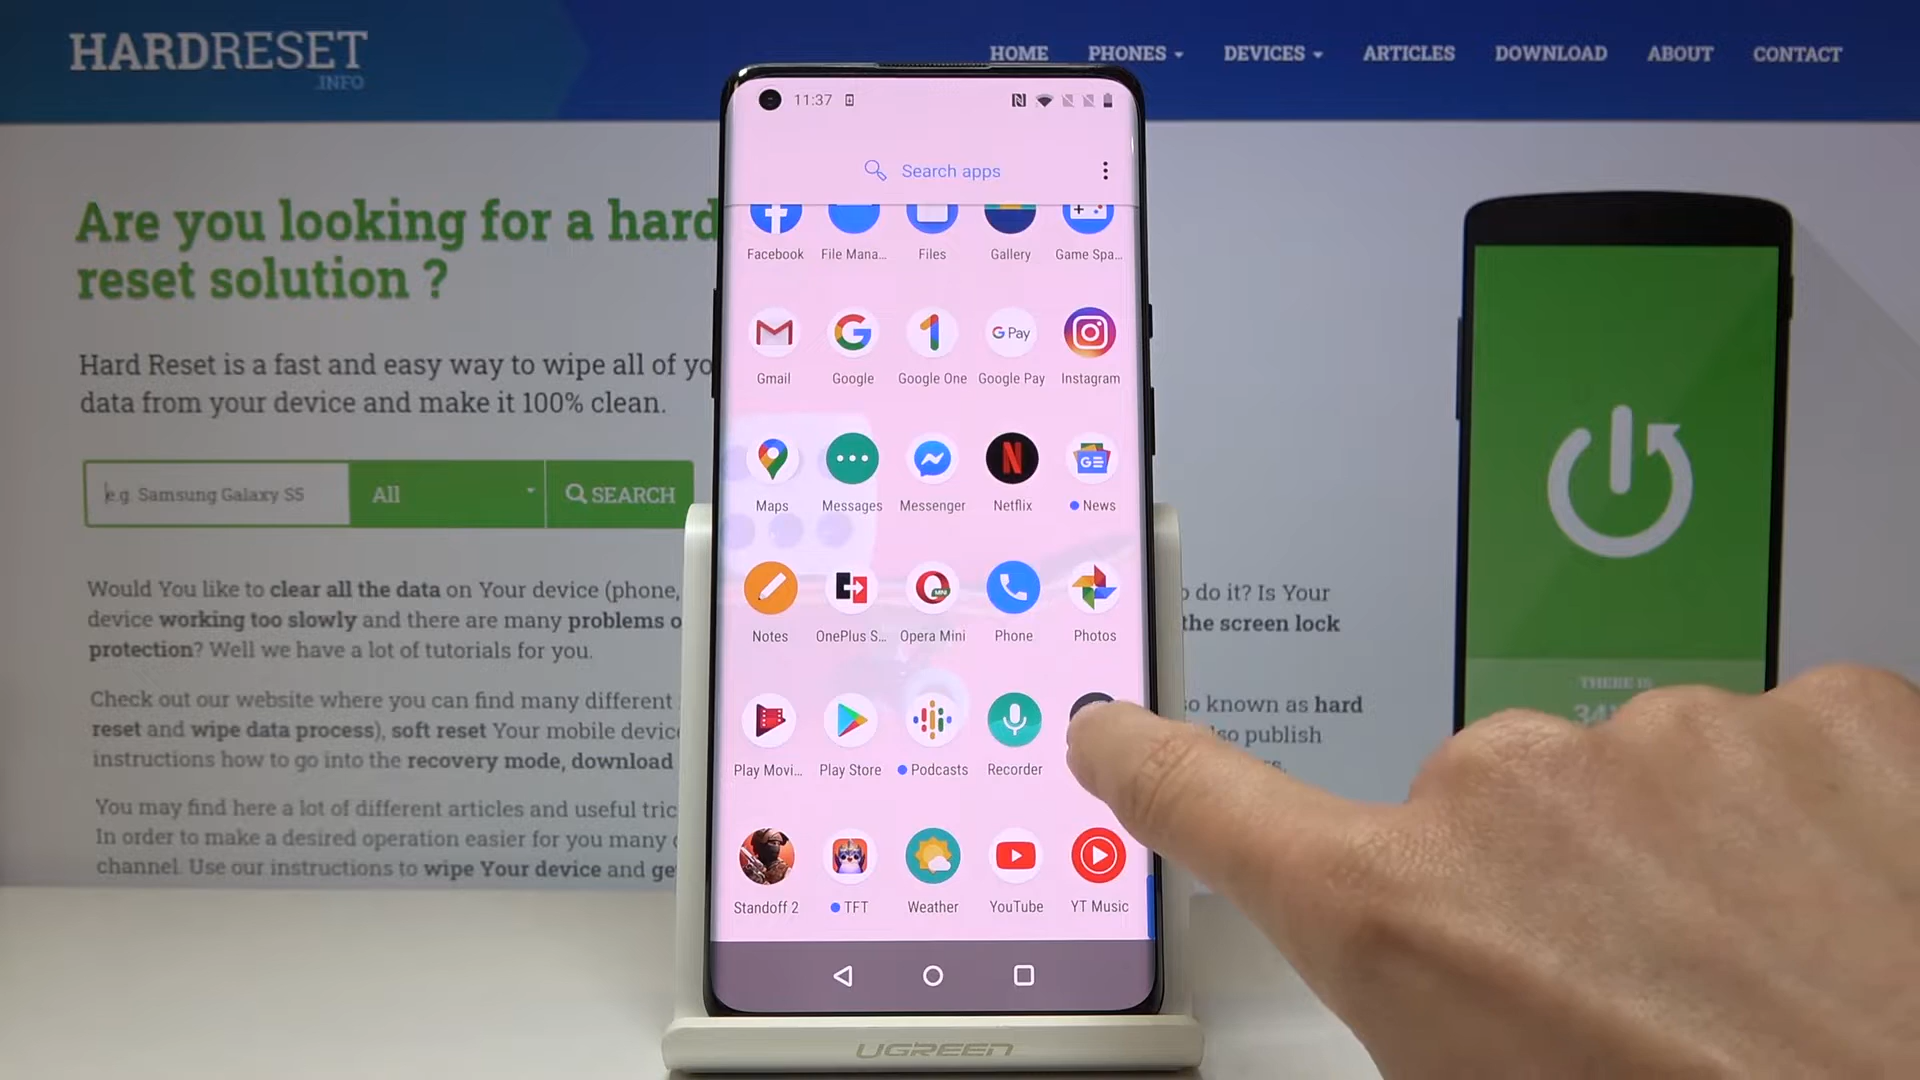 HARDRESET
.INFO
HOME PHONES DEVICES ARTICLES DOWNLOAD ABOUT CONTACT
Are you looking for a hard
reset solution ?
Hard Reset is a fast and easy way to wipe all of yo
data from your device and make it 100% clean.
e.g. Samsung Galaxy S5 All SEARCH
Would You like to clear all the data on Your device (phone,
device working too slowly and there are many problems o
protection? Well we have a lot of tutorials for you.
Check out our website where you can find many different
reset and wipe data process), soft reset Your mobile device
instructions how to go into the recovery mode, download
You may find here a lot of different articles and useful tric
In order to make a desired operation easier for you many
channel. Use our instructions to wipe Your device and ge
11:37
Search apps
Facebook File Mana... Files Gallery Game Spa...
G Pay
Gmail Google Google One Google Pay Instagram
N GE
Maps Messages Messenger Netflix News
Notes OnePlus S... Opera Mini Phone Photos
Play Movi... Play Store Podcasts Recorder
Standoff 2 TFT Weather YouTube YT Music
UGREEN
do it? Is Your
the screen lock
so known as hard
lso publish
rs.
THERE IS